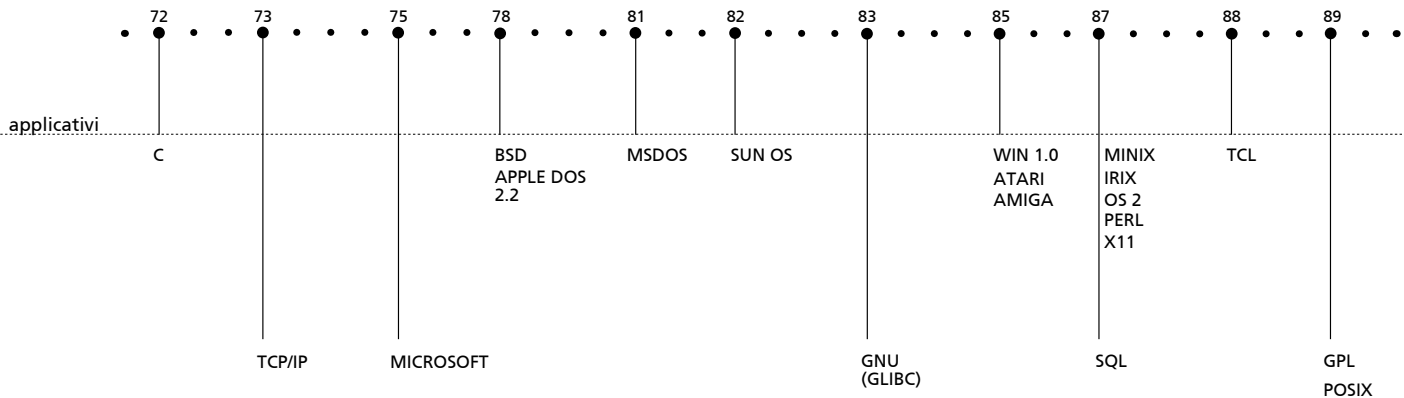 72 73 75 78 81 82 83 85 87 88 89
applicativi
C BSD MSDOS SUN OS WIN 1.0 MINIX TCL
APPLE DOS ATARI IRIX
2.2 AMIGA OS 2
PERL
X11
TCP/IP MICROSOFT GNU SQL GPL
(GLIBC)
POSIX